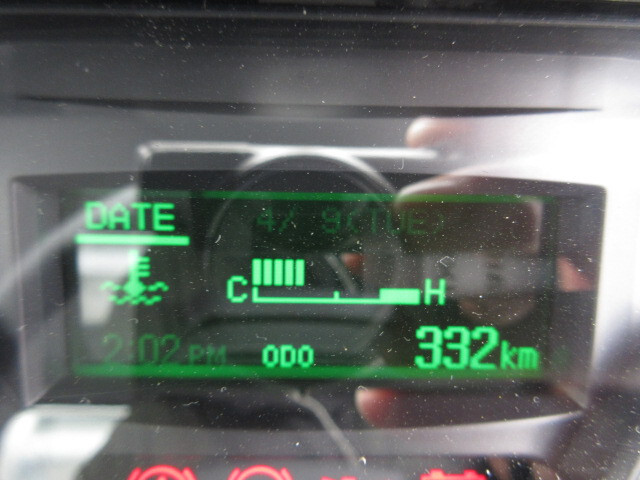 DATE 4/ 9(TUE)
C H
2:02 PM ODO 332km